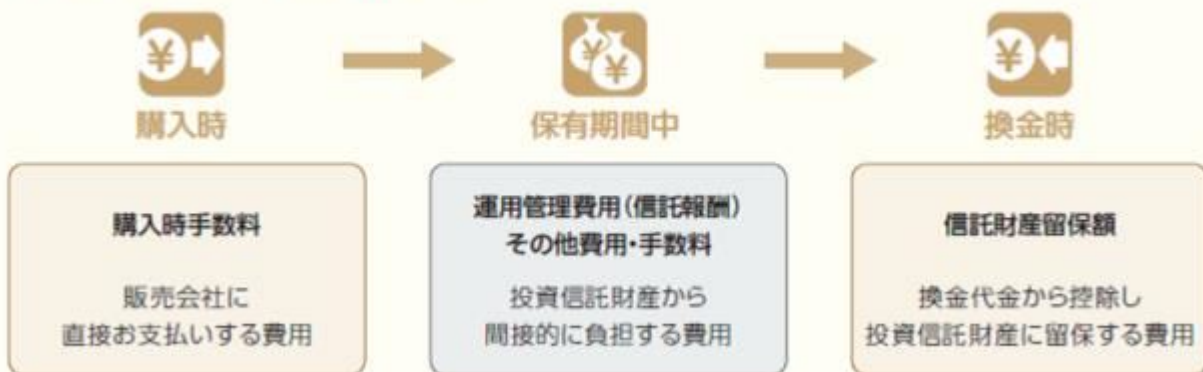 購入時
保有期間中
換金時
購入時手数料
販売会社に
直接お支払いする費用
運用管理費用(信託報酬)
その他費用・手数料
投資信託財産から
間接的に負担する費用
信託財産留保額
換金代金から控除し
投資信託財産に留保する費用